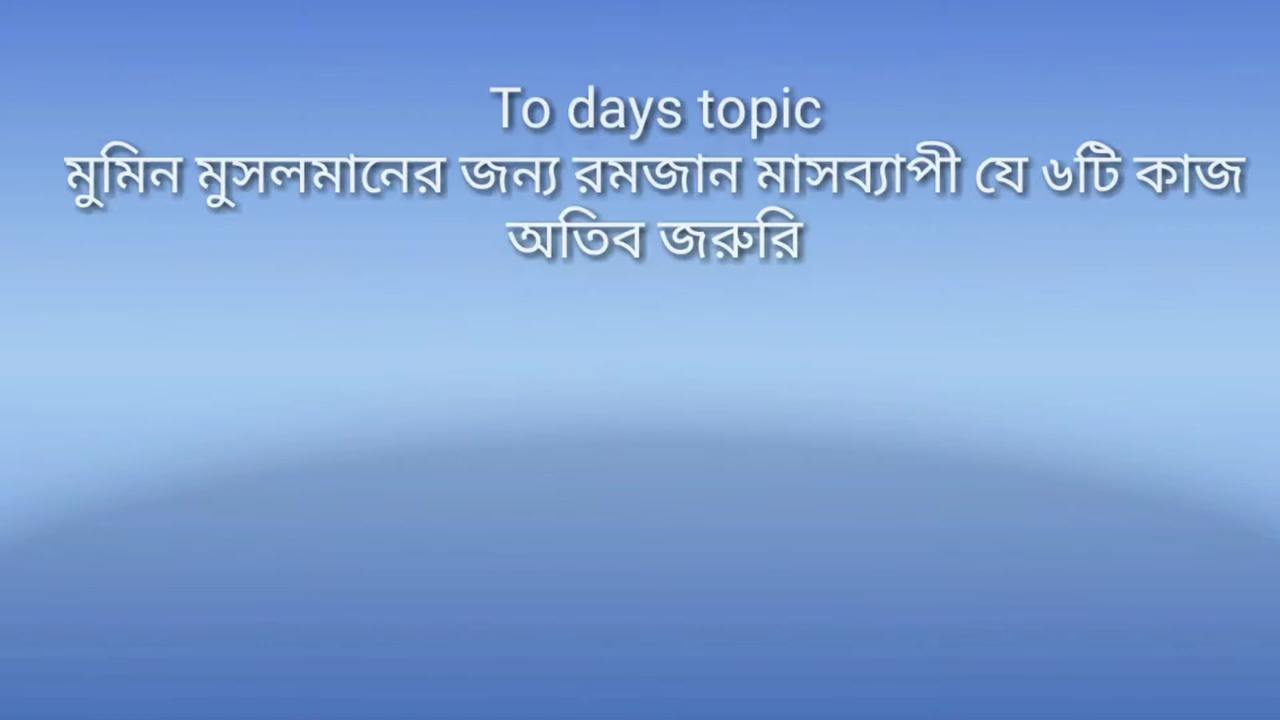 To days topic
মুমিন মুসলমানের জন্য রমজান মাসব্যাপী যে ৬টি কাজ
অতিব জরুরি